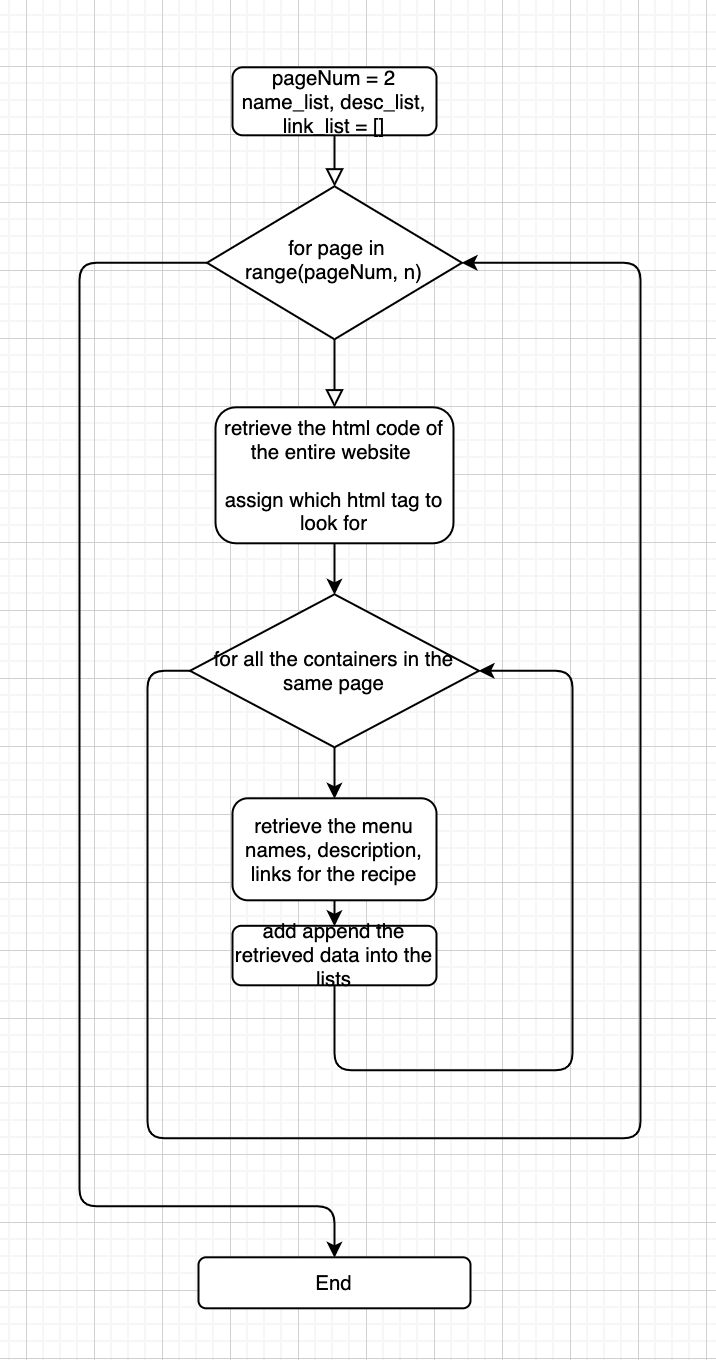 pageNum = 2
name_list, desc_list,
link_list = []
for page in
range(pageNum, n)
retrieve the html code of
the entire website
assign which html tag to
look for
for all the containers in the
same page
retrieve the menu
names, description,
links for the recipe
add append the
retrieved data into the
lists
End